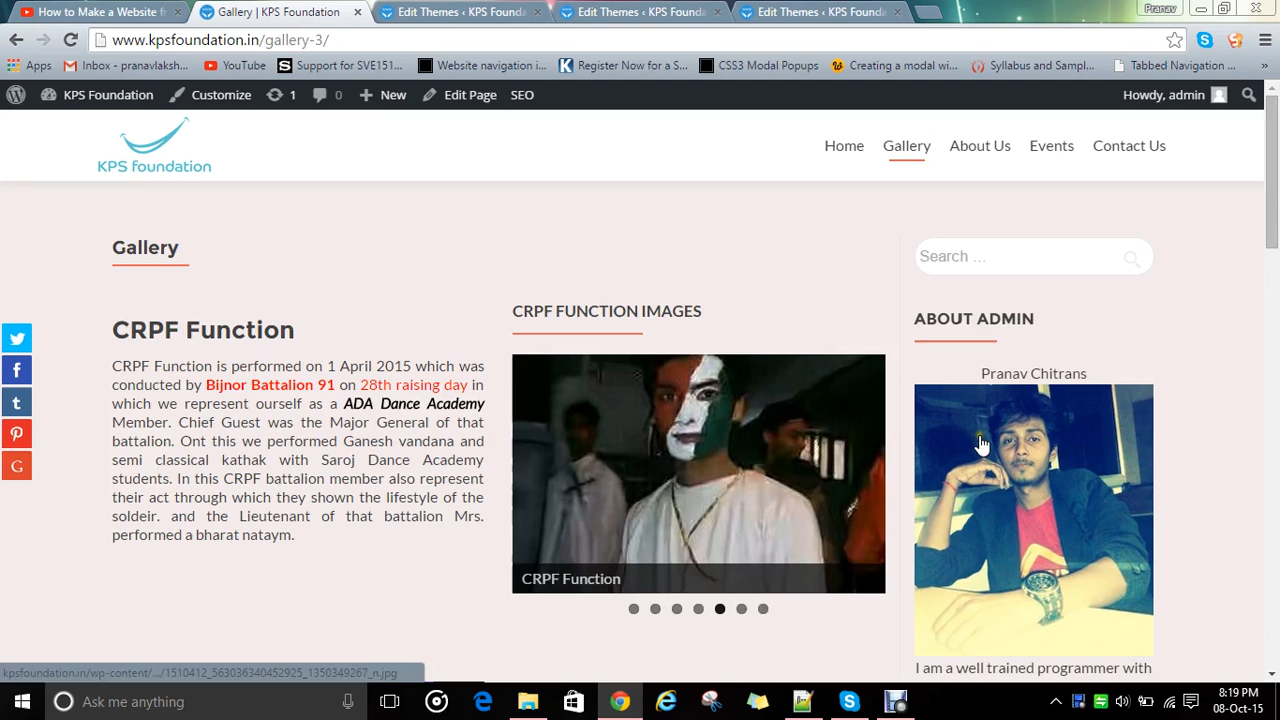 How to Make a Website fr
Gallery | KPS Foundation
Edit Themes ‹ KPS Founda
Edit Themes ‹ KPS Founda
Edit Themes ‹ KPS Founda
Pranav
www.kpsfoundation.in/gallery-3/
Apps
Inbox - pranavlaksh...
YouTube
Support for SVE151...
Website navigation i...
Register Now for a S...
CSS3 Modal Popups
Creating a modal wi...
Syllabus and Sampl...
Tabbed Navigation ...
»
KPS Foundation
Customize
1
0
New
Edit Page
SEO
Howdy, admin
KPS foundation
Home
Gallery
About Us
Events
Contact Us
Gallery
Search …
CRPF FUNCTION IMAGES
ABOUT ADMIN
CRPF Function
CRPF Function is performed on 1 April 2015 which was
conducted by Bijnor Battalion 91 on 28th raising day in
which we represent ourself as a ADA Dance Academy
Member. Chief Guest was the Major General of that
battalion. Ont this we performed Ganesh vandana and
semi classical kathak with Saroj Dance Academy
students. In this CRPF battalion member also represent
their act through which they shown the lifestyle of the
soldeir. and the Lieutenant of that battalion Mrs.
performed a bharat nataym.
CRPF Function
Pranav Chitrans
I am a well trained programmer with
kpsfoundation.in/wp-content/.../1510412_563036340452925_1350349267_n.jpg
Ask me anything
8:19 PM
08-Oct-15